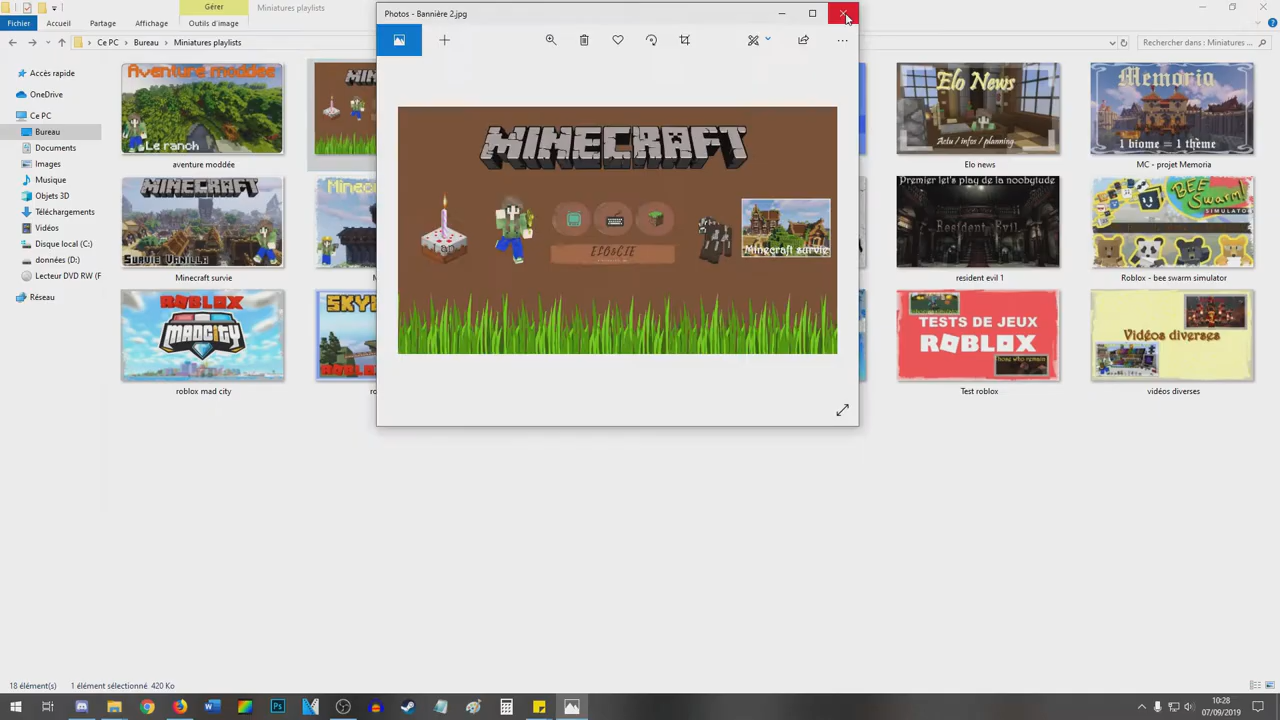 Gérer
Miniatures playlists
Fichier
Accueil
Partage
Affichage
Outils d'image
Ce PC
Bureau
Miniatures playlists
Rechercher dans : Miniatures ...
Accès rapide
OneDrive
Ce PC
Bureau
Documents
Images
Musique
Objets 3D
Téléchargements
Vidéos
Disque local (C:)
données (D:)
Lecteur DVD RW (F
Réseau
Photos - Bannière 2.jpg
MINECRAFT
ELO&CIE
Minecraft survie
Aventure moddée
Le ranch
aventure moddée
Elo News
Actu / infos / planning
Elo news
Memoria
1 biome = 1 thème
MC - projet Memoria
MINECRAFT
SURVIE VANILLA
Minecraft survie
Premier let's play de la noobytude
Resident Evil
resident evil 1
BEE Swarm!
SIMULATOR
Roblox - bee swarm simulator
ROBLOX
MADCITY
roblox mad city
TESTS DE JEUX
ROBLOX
Test roblox
Vidéos diverses
vidéos diverses
18 élément(s)
1 élément sélectionné 420 Ko
10:28
07/09/2019